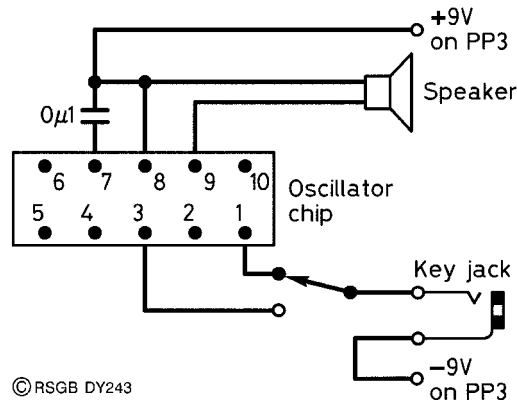 +9V
on PP3
Speaker
0μ1
6 7 8 9 10
Oscillator
chip
5 4 3 2 1
Key jack
−9V
on PP3
© RSGB DY243